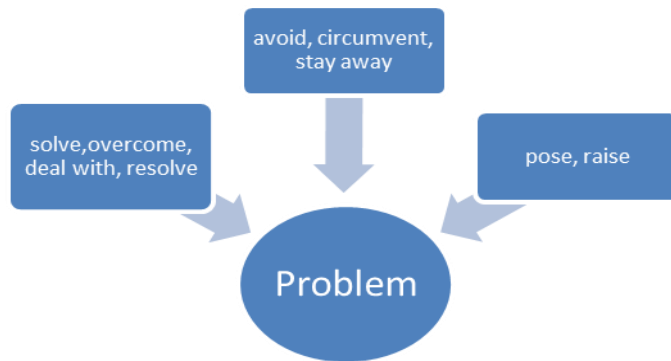 avoid, circumvent,
stay away
solve,overcome,
deal with, resolve
pose, raise
Problem